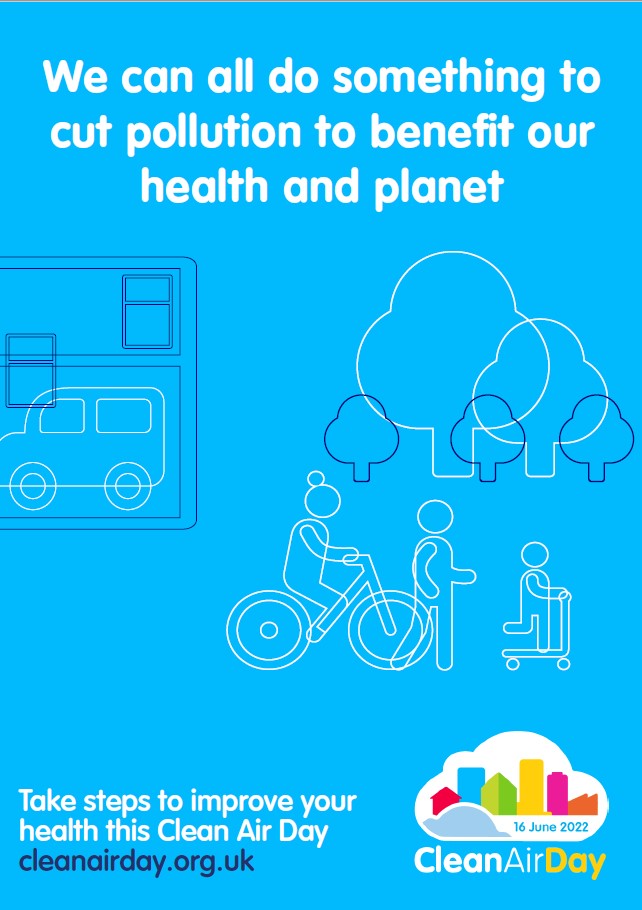 We can all do something to
cut pollution to benefit our
health and planet
Take steps to improve your
health this Clean Air Day
cleanairday.org.uk
16 June 2022
CleanAirDay